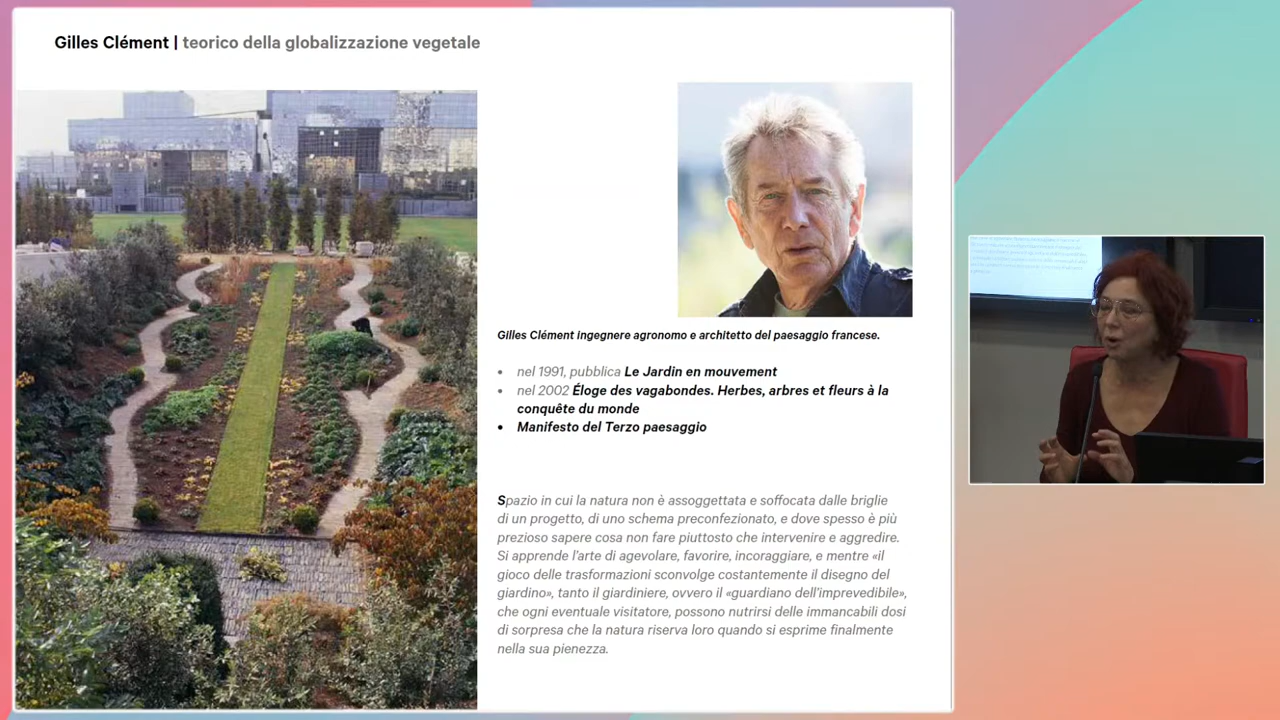 Gilles Clément | teorico della globalizzazione vegetale
Gilles Clément ingegnere agronomo e architetto del paesaggio francese.
• nel 1991, pubblica Le Jardin en mouvement
• nel 2002 Éloge des vagabondes. Herbes, arbres et fleurs à la
conquête du monde
• Manifesto del Terzo paesaggio
Spazio in cui la natura non è assoggettata e soffocata dalle briglie
di un progetto, di uno schema preconfezionato, e dove spesso è più
prezioso sapere cosa non fare piuttosto che intervenire e aggredire.
Si apprende l'arte di agevolare, favorire, incoraggiare, e mentre «il
gioco delle trasformazioni sconvolge costantemente il disegno del
giardino», tanto il giardiniere, ovvero il «guardiano dell'imprevedibile»,
che ogni eventuale visitatore, possono nutrirsi delle immancabili dosi
di sorpresa che la natura riserva loro quando si esprime finalmente
nella sua pienezza.